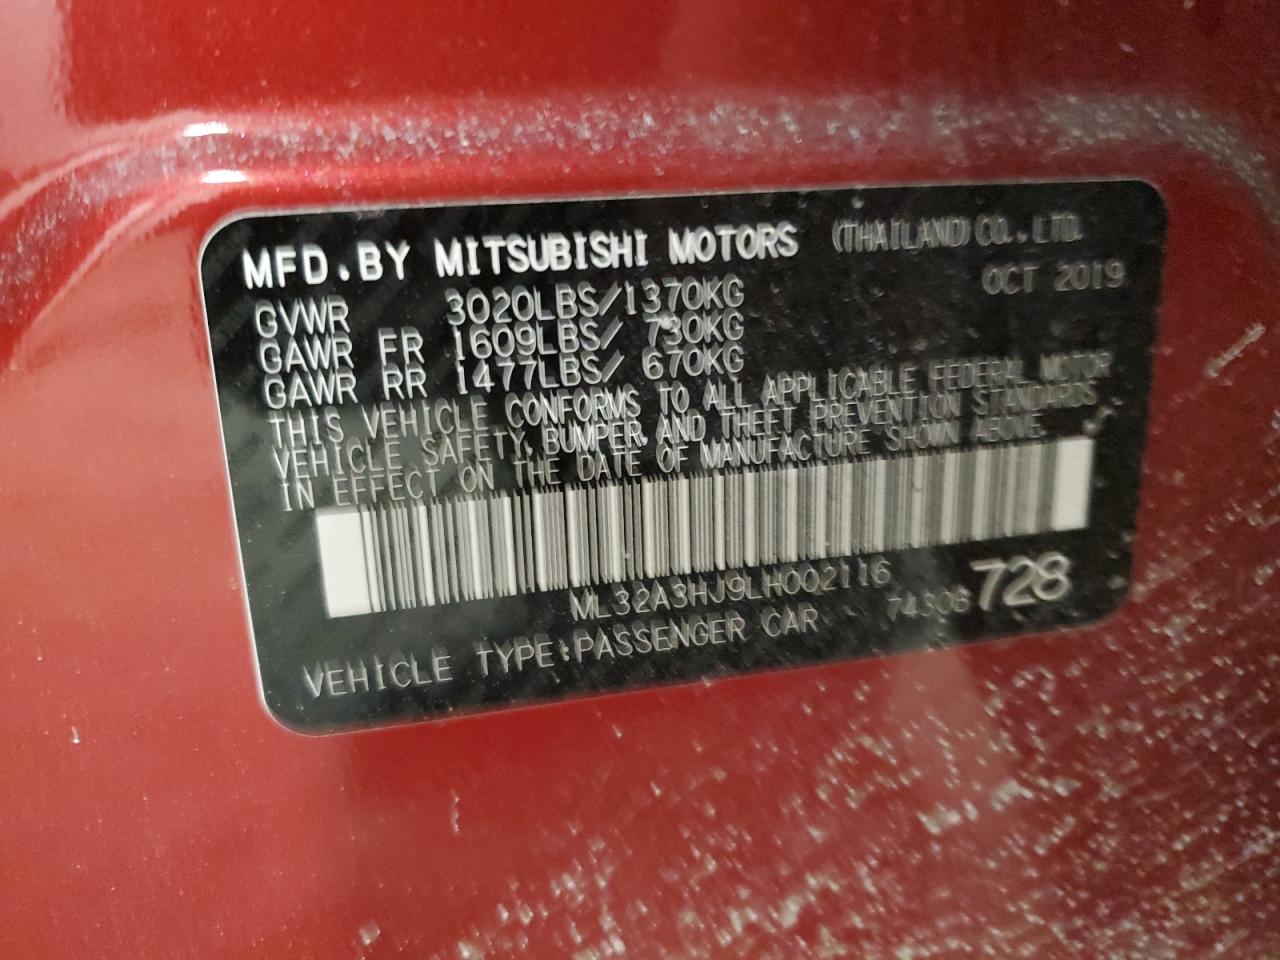 MFD.BY MITSUBISHI MOTORS (THAILAND) CO.,LTD.
OCT 2019
GVWR 3020LBS/1370KG
GAWR FR 1609LBS/ 730KG
GAWR RR 1477LBS/ 670KG
THIS VEHICLE CONFORMS TO ALL APPLICABLE FEDERAL MOTOR
VEHICLE SAFETY, BUMPER, AND THEFT PREVENTION STANDARDS
IN EFFECT ON THE DATE OF MANUFACTURE SHOWN ABOVE
ML32A3HJ9LH002116
74308 728
VEHICLE TYPE:PASSENGER CAR